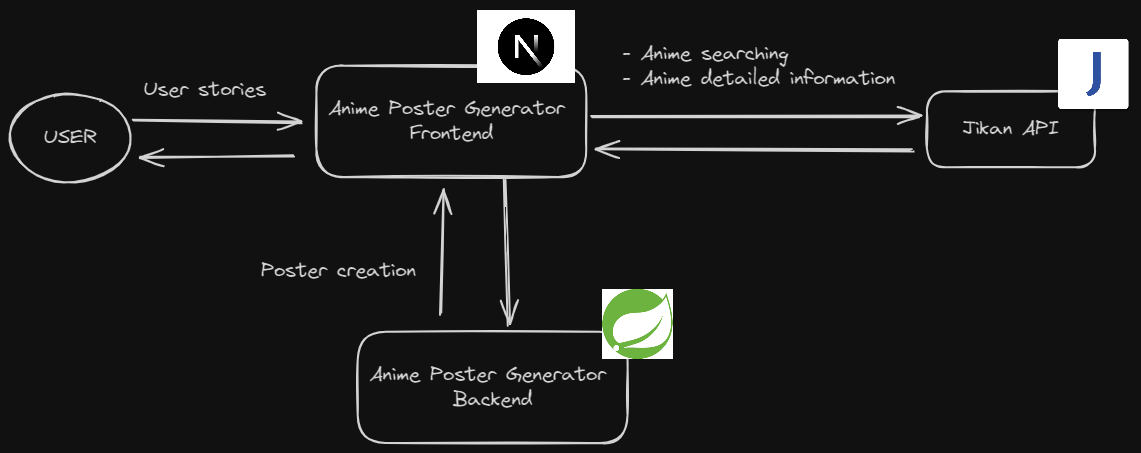 User stories
USER
Anime Poster Generator
Frontend
N
- Anime searching
- Anime detailed information
J
Jikan API
Poster creation
Anime Poster Generator
Backend